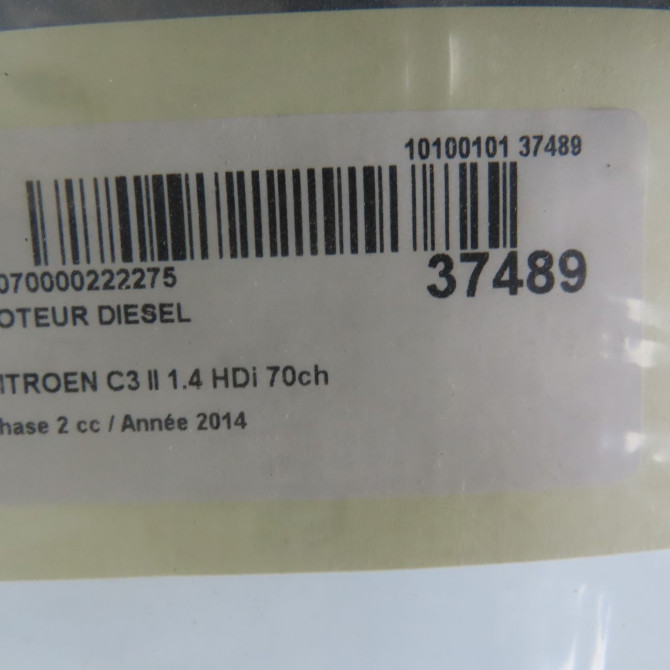 10100101 37489
070000222275
37489
OTEUR DIESEL
ITROEN C3 II 1.4 HDi 70ch
hase 2 cc / Année 2014